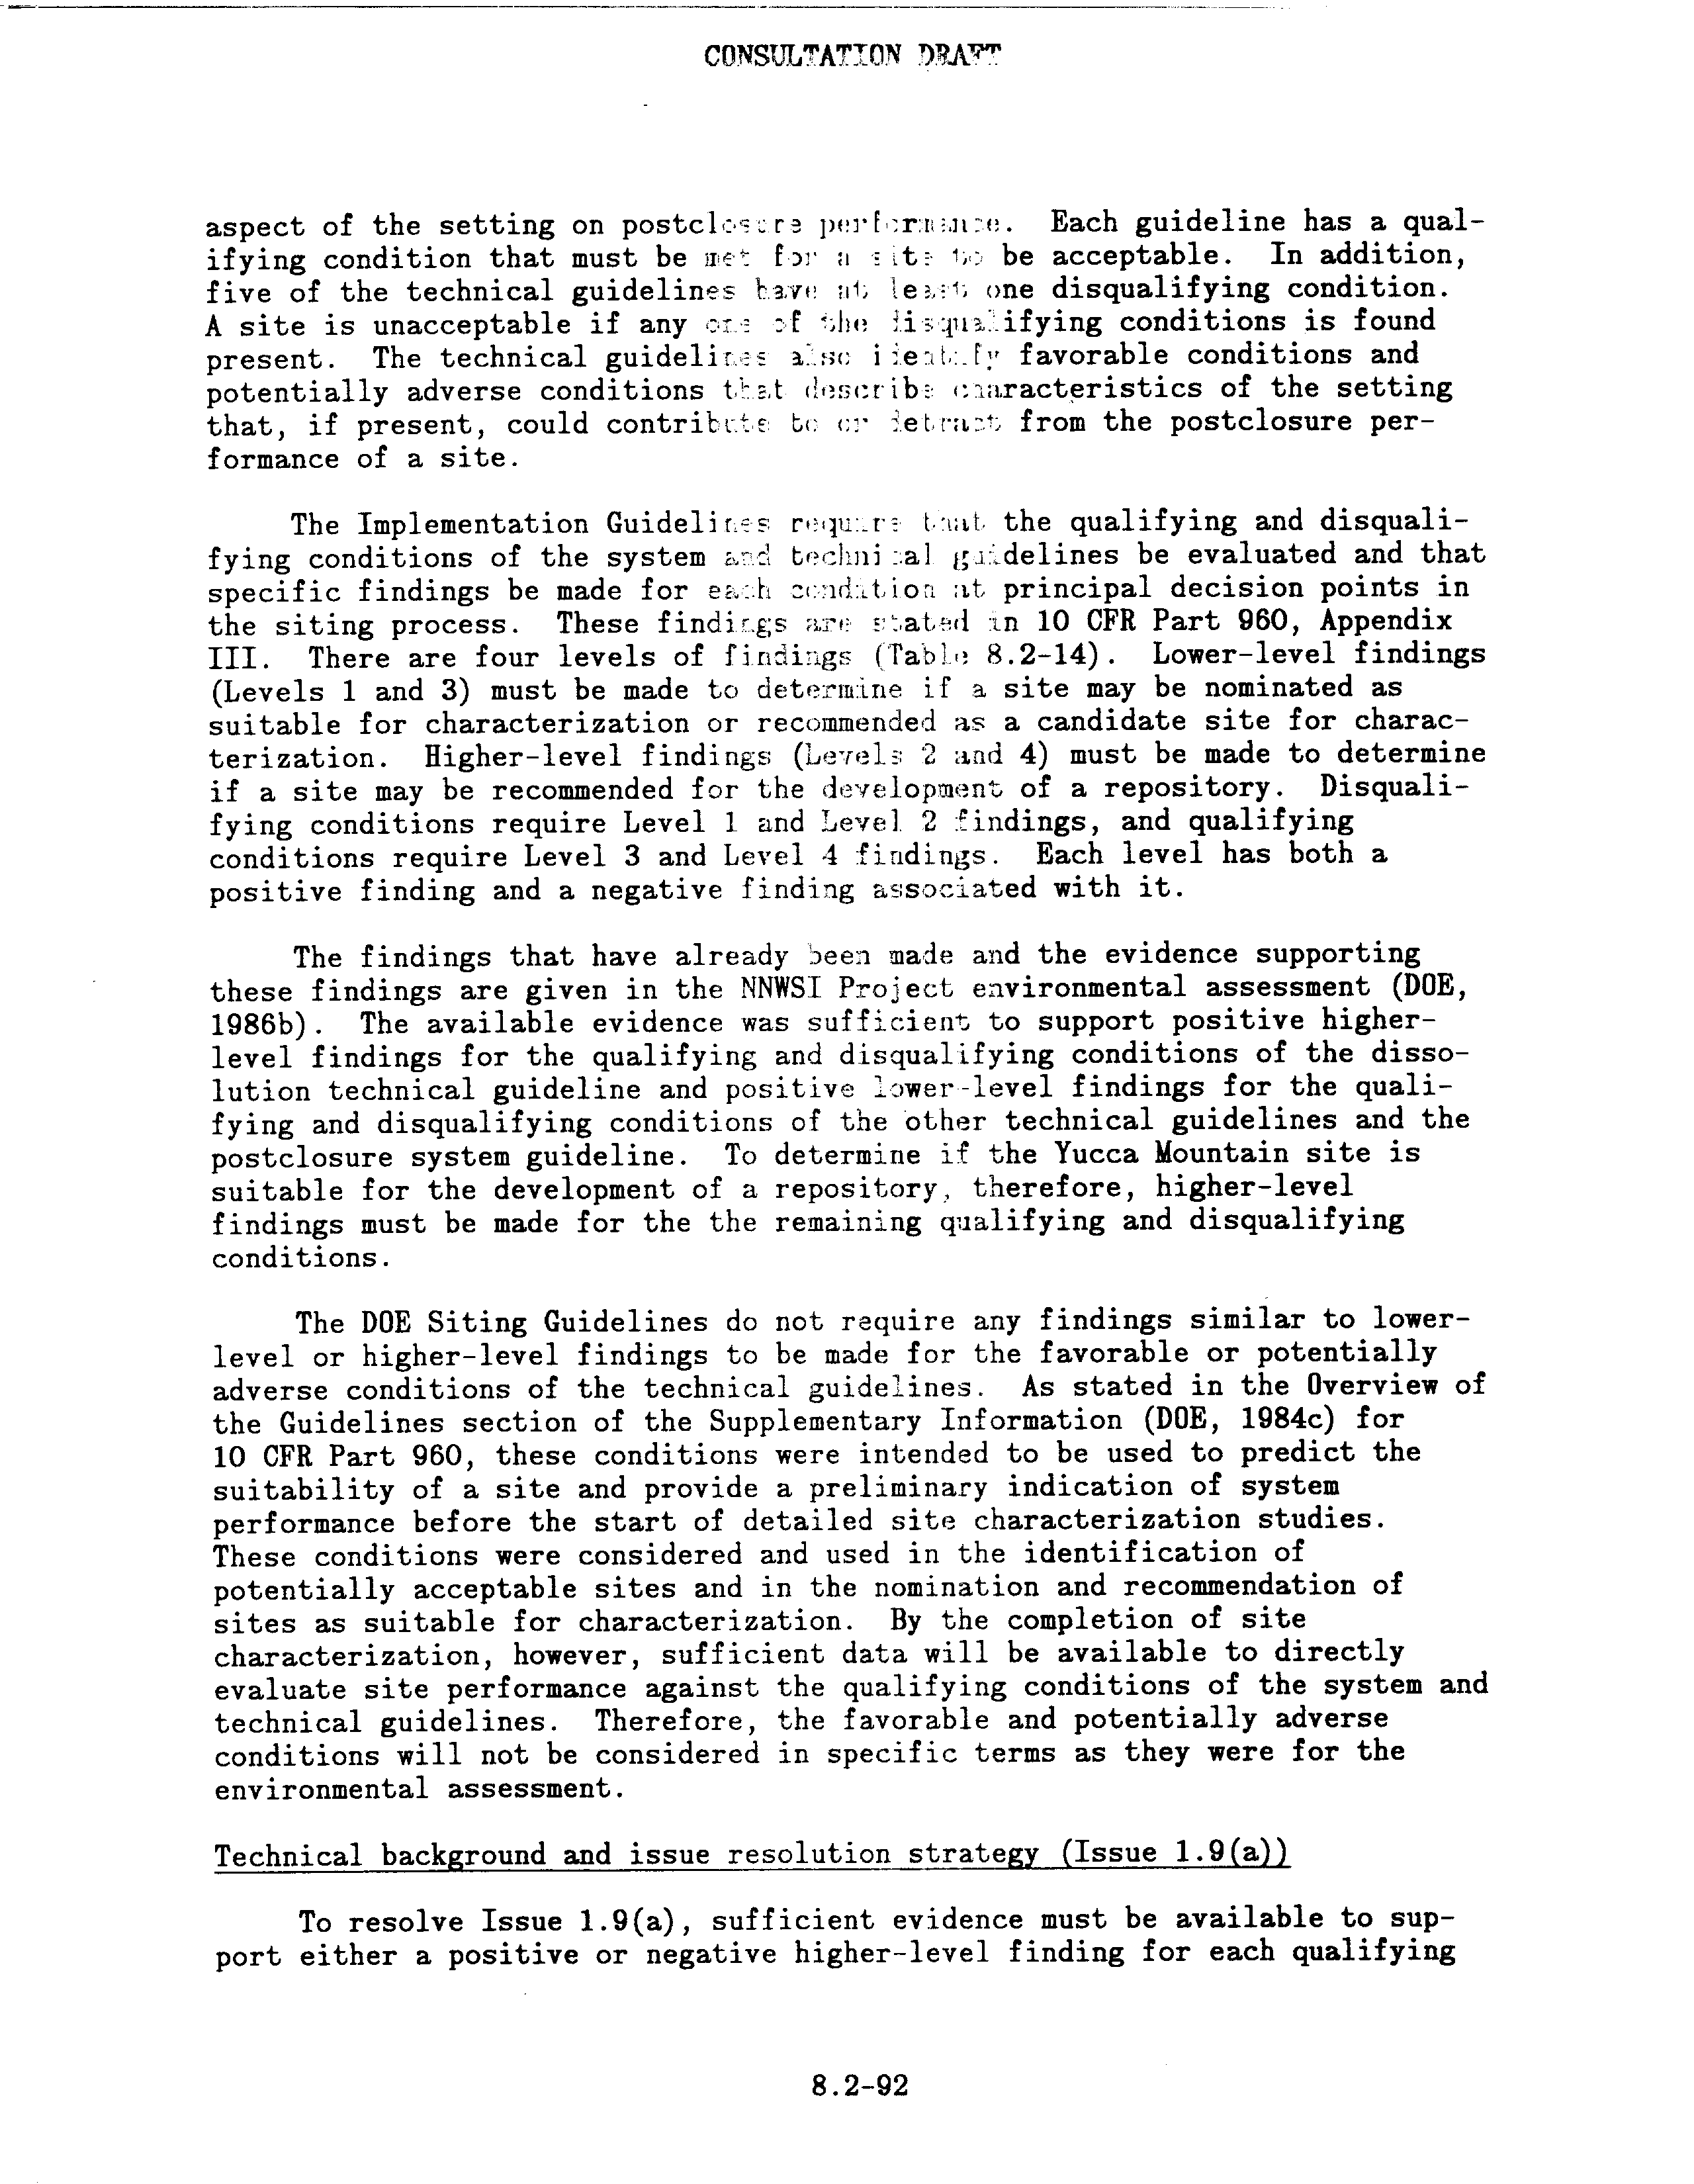 CONSULTATION DRAFT
aspect of the setting on postclosure performance. Each guideline has a qual-
ifying condition that must be met for a site to be acceptable. In addition,
five of the technical guidelines have at least one disqualifying condition.
A site is unacceptable if any one of the disqualifying conditions is found
present. The technical guidelines also identify favorable conditions and
potentially adverse conditions that describe characteristics of the setting
that, if present, could contribute to or detract from the postclosure per-
formance of a site.
The Implementation Guidelines require that the qualifying and disquali-
fying conditions of the system and technical guidelines be evaluated and that
specific findings be made for each condition at principal decision points in
the siting process. These findings are stated in 10 CFR Part 960, Appendix
III. There are four levels of findings (Table 8.2-14). Lower-level findings
(Levels 1 and 3) must be made to determine if a site may be nominated as
suitable for characterization or recommended as a candidate site for charac-
terization. Higher-level findings (Levels 2 and 4) must be made to determine
if a site may be recommended for the development of a repository. Disquali-
fying conditions require Level 1 and Level 2 findings, and qualifying
conditions require Level 3 and Level 4 findings. Each level has both a
positive finding and a negative finding associated with it.
The findings that have already been made and the evidence supporting
these findings are given in the NNWSI Project environmental assessment (DOE,
1986b). The available evidence was sufficient to support positive higher-
level findings for the qualifying and disqualifying conditions of the disso-
lution technical guideline and positive lower-level findings for the quali-
fying and disqualifying conditions of the other technical guidelines and the
postclosure system guideline. To determine if the Yucca Mountain site is
suitable for the development of a repository, therefore, higher-level
findings must be made for the the remaining qualifying and disqualifying
conditions.
The DOE Siting Guidelines do not require any findings similar to lower-
level or higher-level findings to be made for the favorable or potentially
adverse conditions of the technical guidelines. As stated in the Overview of
the Guidelines section of the Supplementary Information (DOE, 1984c) for
10 CFR Part 960, these conditions were intended to be used to predict the
suitability of a site and provide a preliminary indication of system
performance before the start of detailed site characterization studies.
These conditions were considered and used in the identification of
potentially acceptable sites and in the nomination and recommendation of
sites as suitable for characterization. By the completion of site
characterization, however, sufficient data will be available to directly
evaluate site performance against the qualifying conditions of the system and
technical guidelines. Therefore, the favorable and potentially adverse
conditions will not be considered in specific terms as they were for the
environmental assessment.
Technical background and issue resolution strategy (Issue 1.9(a))
To resolve Issue 1.9(a), sufficient evidence must be available to sup-
port either a positive or negative higher-level finding for each qualifying
8.2-92